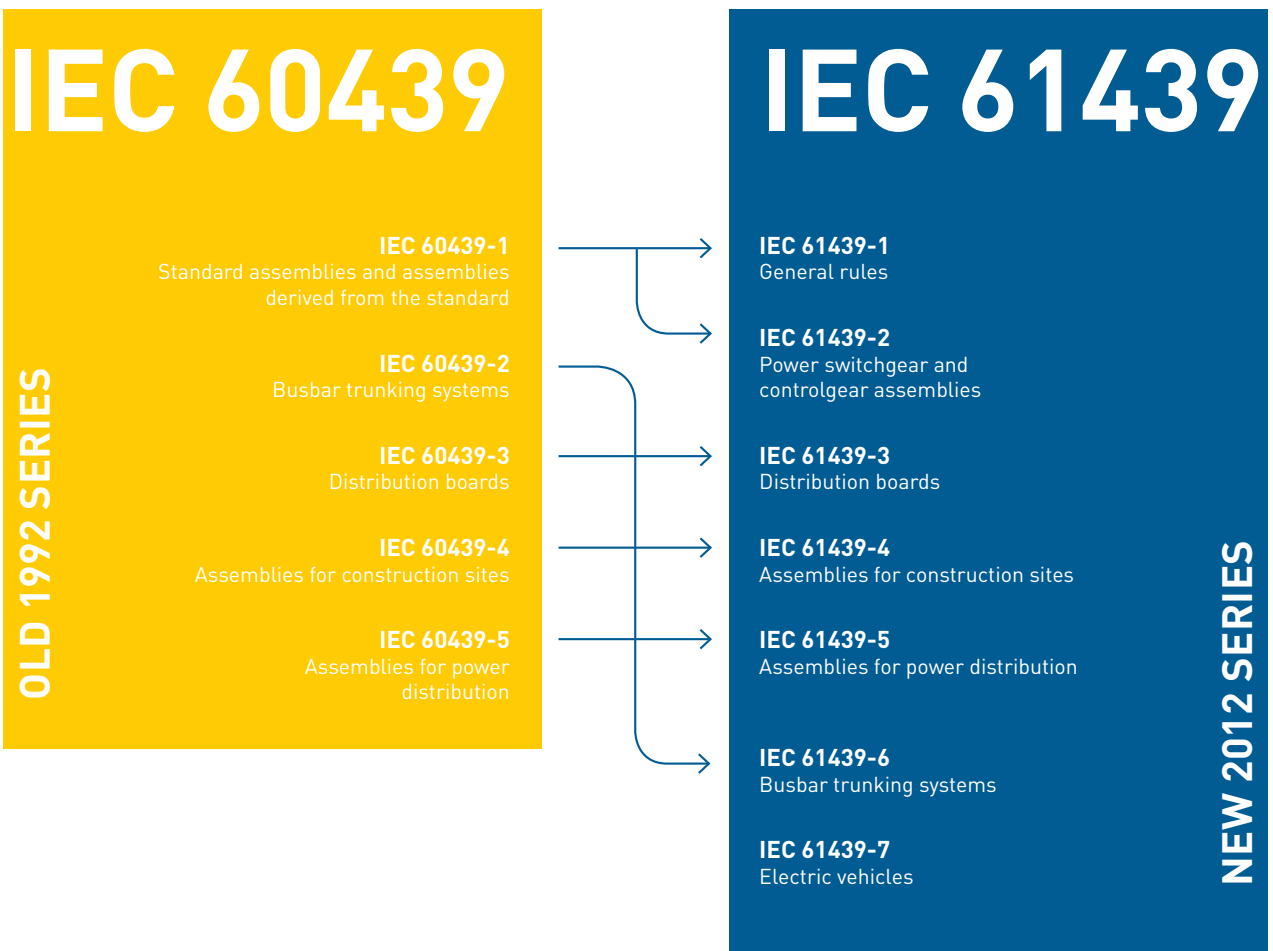 IEC 60439
IEC 60439-1
Standard assemblies and assemblies
derived from the standard
IEC 60439-2
Busbar trunking systems
IEC 60439-3
Distribution boards
IEC 60439-4
Assemblies for construction sites
IEC 60439-5
Assemblies for power
distribution
OLD 1992 SERIES
IEC 61439
IEC 61439-1
General rules
IEC 61439-2
Power switchgear and
controlgear assemblies
IEC 61439-3
Distribution boards
IEC 61439-4
Assemblies for construction sites
IEC 61439-5
Assemblies for power distribution
IEC 61439-6
Busbar trunking systems
IEC 61439-7
Electric vehicles
NEW 2012 SERIES